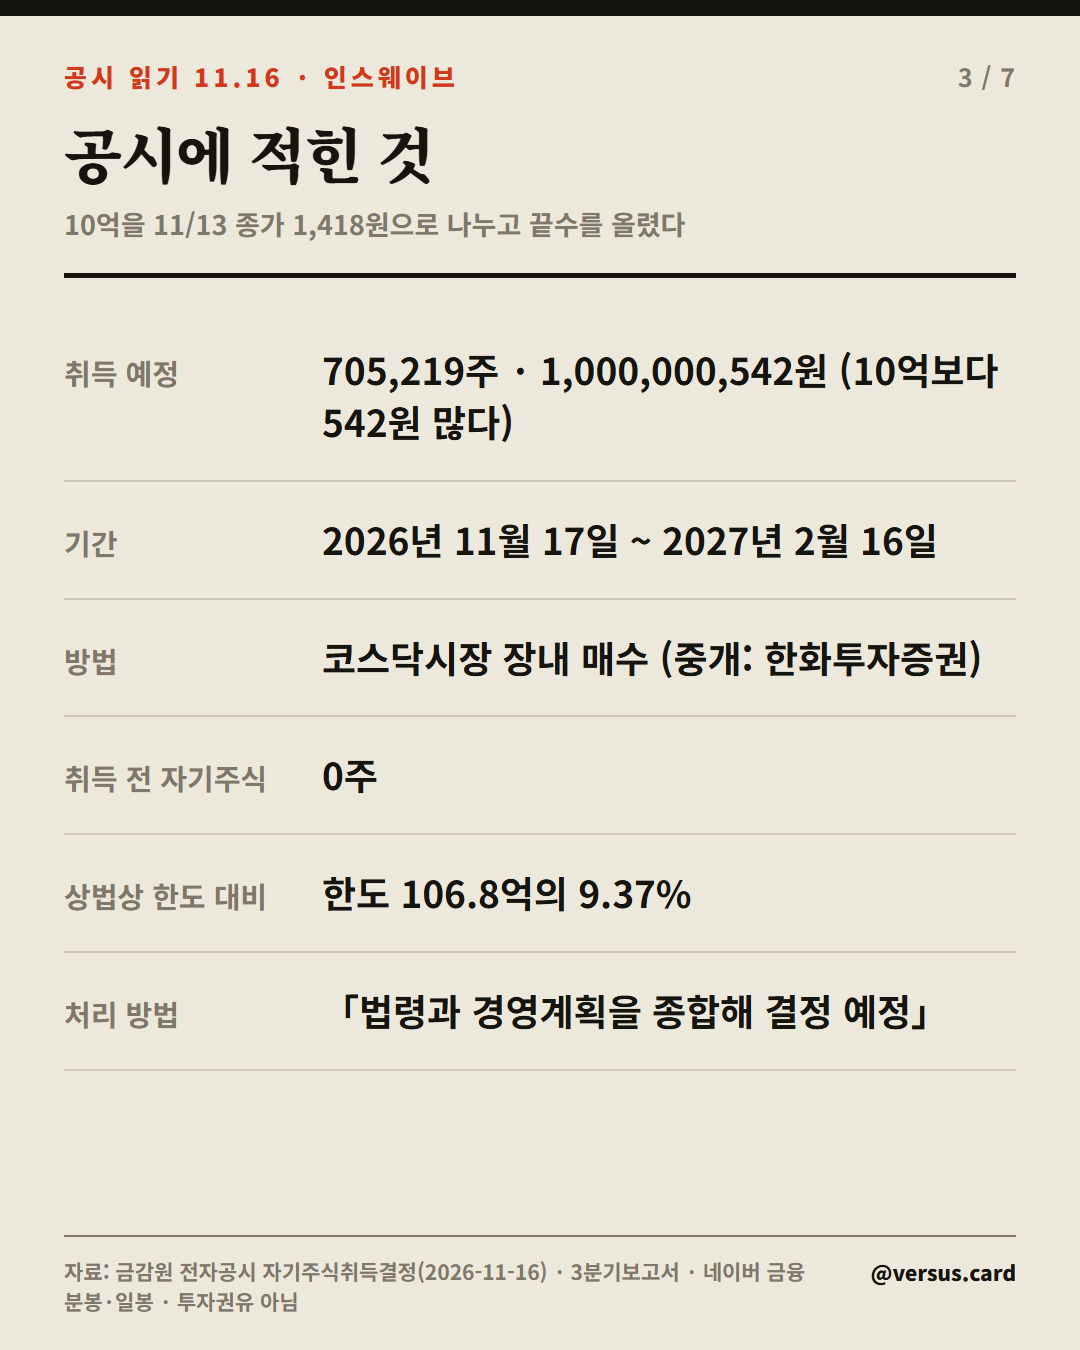 공시 읽기 11.16 · 인스웨이브
3 / 7
공시에 적힌 것
10억을 11/13 종가 1,418원으로 나누고 끝수를 올렸다
취득 예정
705,219주 · 1,000,000,542원 (10억보다
542원 많다)
기간
2026년 11월 17일 ~ 2027년 2월 16일
방법
코스닥시장 장내 매수 (중개: 한화투자증권)
취득 전 자기주식
0주
상법상 한도 대비
한도 106.8억의 9.37%
처리 방법
「법령과 경영계획을 종합해 결정 예정」
자료: 금감원 전자공시 자기주식취득결정(2026-11-16) · 3분기보고서 · 네이버 금융
분봉·일봉 · 투자권유 아님
@versus.card